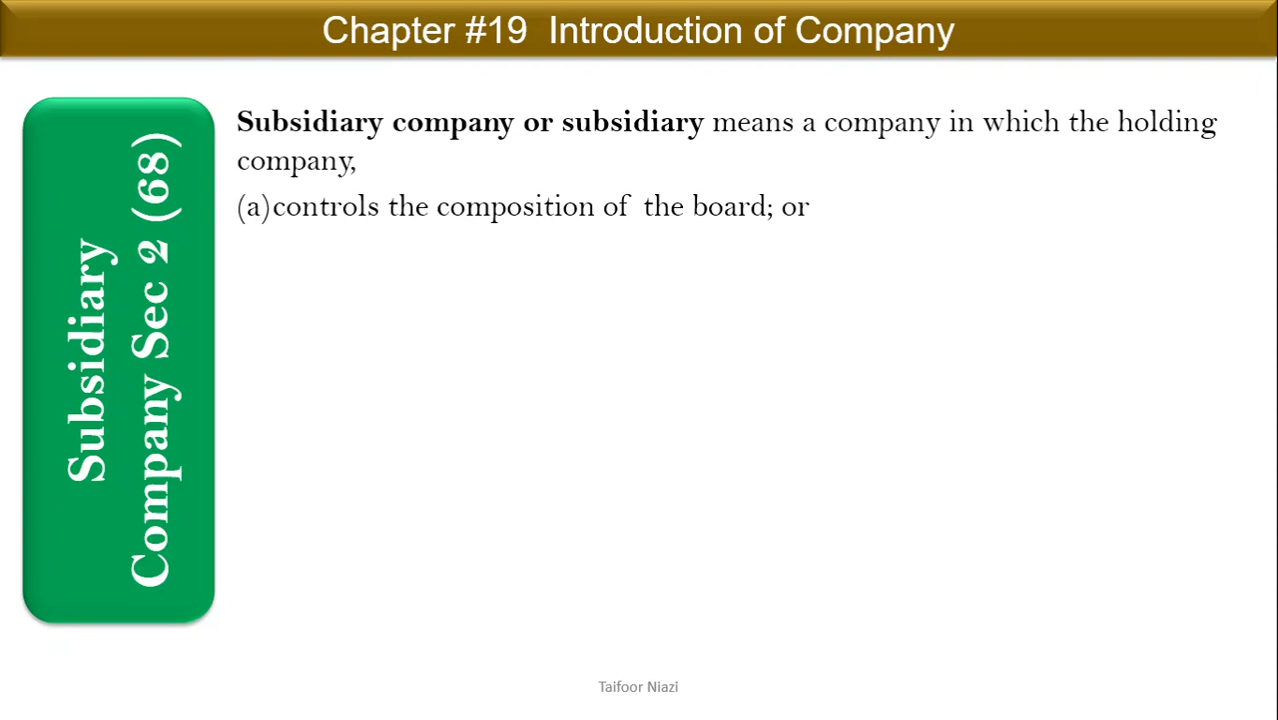 Chapter #19 Introduction of Company
Subsidiary
Company Sec 2 (68)
Subsidiary company or subsidiary means a company in which the holding
company,
(a)controls the composition of the board; or
Taifoor Niazi